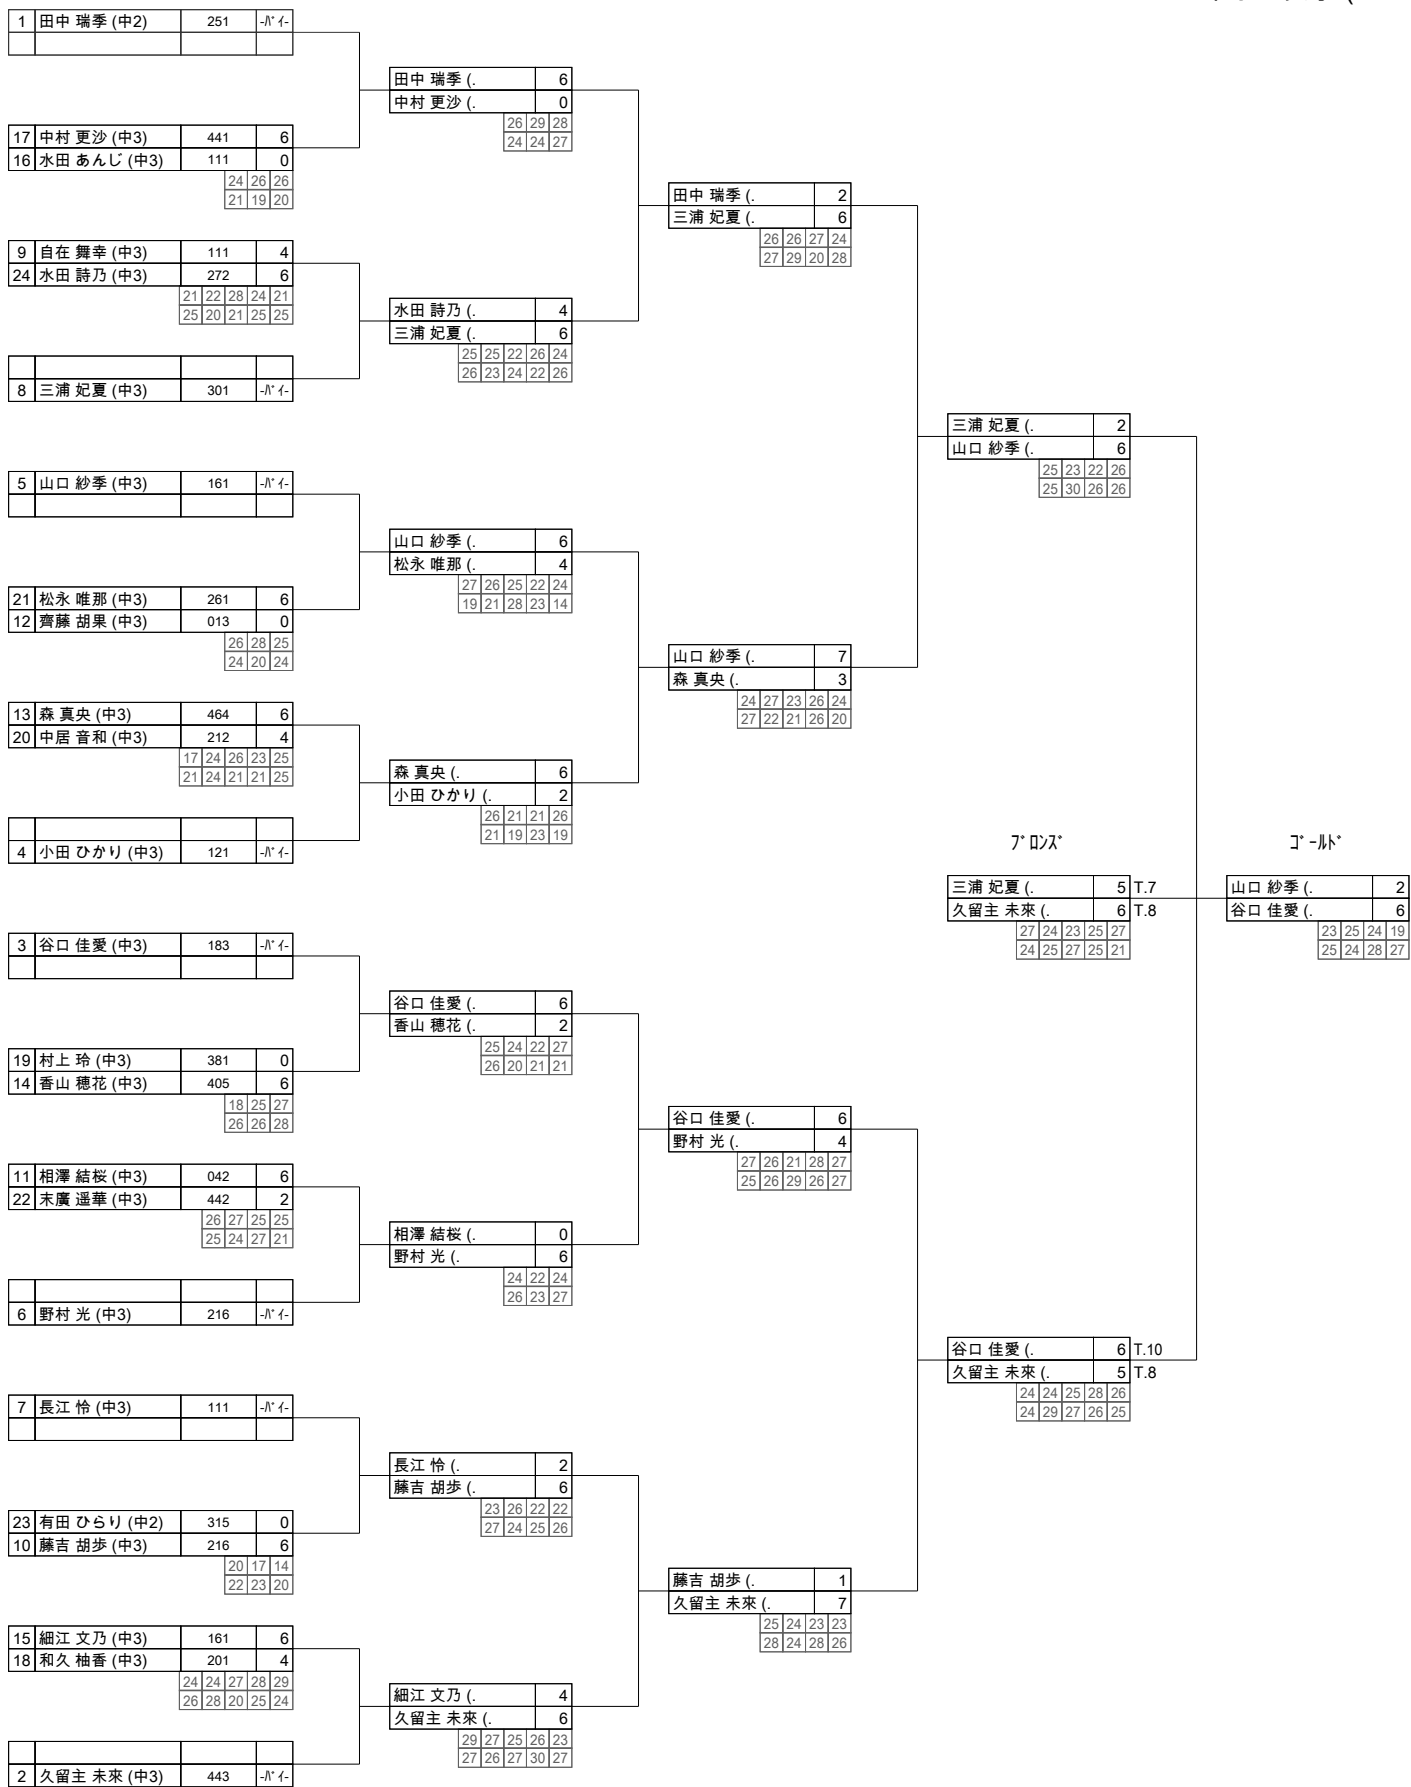 1 田中 瑞季 (中2) 251 -ﾊﾞｲ-
田中 瑞季 (. 6
中村 更沙 (. 0
26 29 28
24 24 27
17 中村 更沙 (中3) 441 6
16 水田 あんじ (中3) 111 0
24 26 26
21 19 20
田中 瑞季 (. 2
三浦 妃夏 (. 6
26 26 27 24
27 29 20 28
9 自在 舞幸 (中3) 111 4
24 水田 詩乃 (中3) 272 6
21 22 28 24 21
25 20 21 25 25
水田 詩乃 (. 4
三浦 妃夏 (. 6
25 25 22 26 24
26 23 24 22 26
8 三浦 妃夏 (中3) 301 -ﾊﾞｲ-
三浦 妃夏 (. 2
山口 紗季 (. 6
25 23 22 26
25 30 26 26
5 山口 紗季 (中3) 161 -ﾊﾞｲ-
山口 紗季 (. 6
松永 唯那 (. 4
27 26 25 22 24
19 21 28 23 14
21 松永 唯那 (中3) 261 6
12 齊藤 胡果 (中3) 013 0
26 28 25
24 20 24
山口 紗季 (. 7
森 真央 (. 3
24 27 23 26 24
27 22 21 26 20
13 森 真央 (中3) 464 6
20 中居 音和 (中3) 212 4
17 24 26 23 25
21 24 21 21 25
森 真央 (. 6
小田 ひかり (. 2
26 21 21 26
21 19 23 19
4 小田 ひかり (中3) 121 -ﾊﾞｲ-
ﾌﾞﾛﾝｽﾞ
ｺﾞｰﾙﾄﾞ
三浦 妃夏 (. 5 T.7
久留主 未來 (. 6 T.8
27 24 23 25 27
24 25 27 25 21
山口 紗季 (. 2
谷口 佳愛 (. 6
23 25 24 19
25 24 28 27
3 谷口 佳愛 (中3) 183 -ﾊﾞｲ-
谷口 佳愛 (. 6
香山 穂花 (. 2
25 24 22 27
26 20 21 21
19 村上 玲 (中3) 381 0
14 香山 穂花 (中3) 405 6
18 25 27
26 26 28
谷口 佳愛 (. 6
野村 光 (. 4
27 26 21 28 27
25 26 29 26 27
11 相澤 結桜 (中3) 042 6
22 末廣 遥華 (中3) 442 2
26 27 25 25
25 24 27 21
相澤 結桜 (. 0
野村 光 (. 6
24 22 24
26 23 27
6 野村 光 (中3) 216 -ﾊﾞｲ-
谷口 佳愛 (. 6 T.10
久留主 未來 (. 5 T.8
24 24 25 28 26
24 29 27 26 25
7 長江 怜 (中3) 111 -ﾊﾞｲ-
長江 怜 (. 2
藤吉 胡歩 (. 6
23 26 22 22
27 24 25 26
23 有田 ひらり (中2) 315 0
10 藤吉 胡歩 (中3) 216 6
20 17 14
22 23 20
藤吉 胡歩 (. 1
久留主 未來 (. 7
25 24 23 23
28 24 28 26
15 細江 文乃 (中3) 161 6
18 和久 柚香 (中3) 201 4
24 24 27 28 29
26 28 20 25 24
細江 文乃 (. 4
久留主 未來 (. 6
29 27 25 26 23
27 26 27 30 27
2 久留主 未來 (中3) 443 -ﾊﾞｲ-